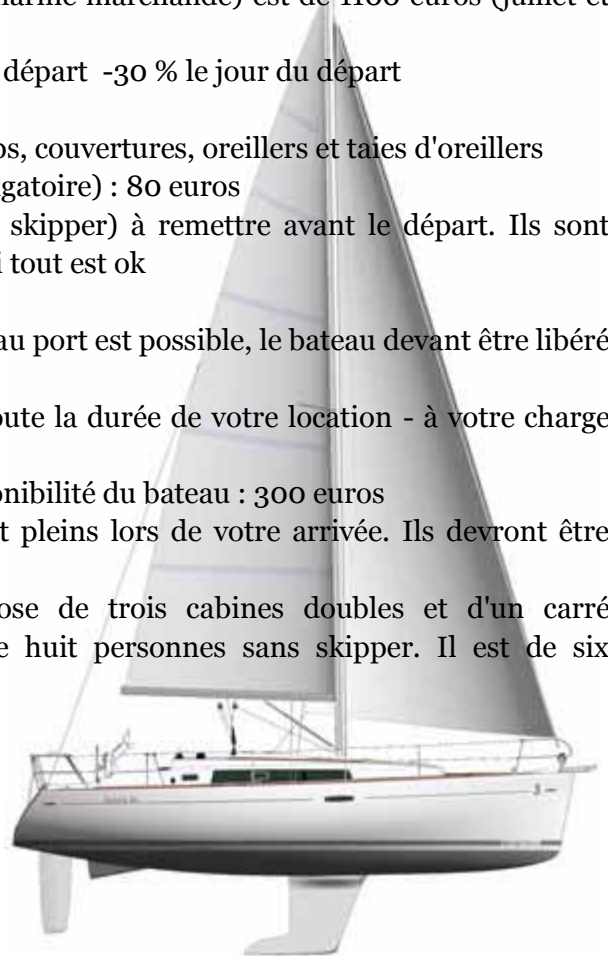 marine marchande) est de 1100 euros (juillet et
départ -30 % le jour du départ
ps, couvertures, oreillers et taies d'oreillers
igatoire) : 80 euros
skipper) à remettre avant le départ. Ils sont
i tout est ok
au port est possible, le bateau devant être libéré
oute la durée de votre location - à votre charge
onibilité du bateau : 300 euros
t pleins lors de votre arrivée. Ils devront être
ose de trois cabines doubles et d'un carré
e huit personnes sans skipper. Il est de six